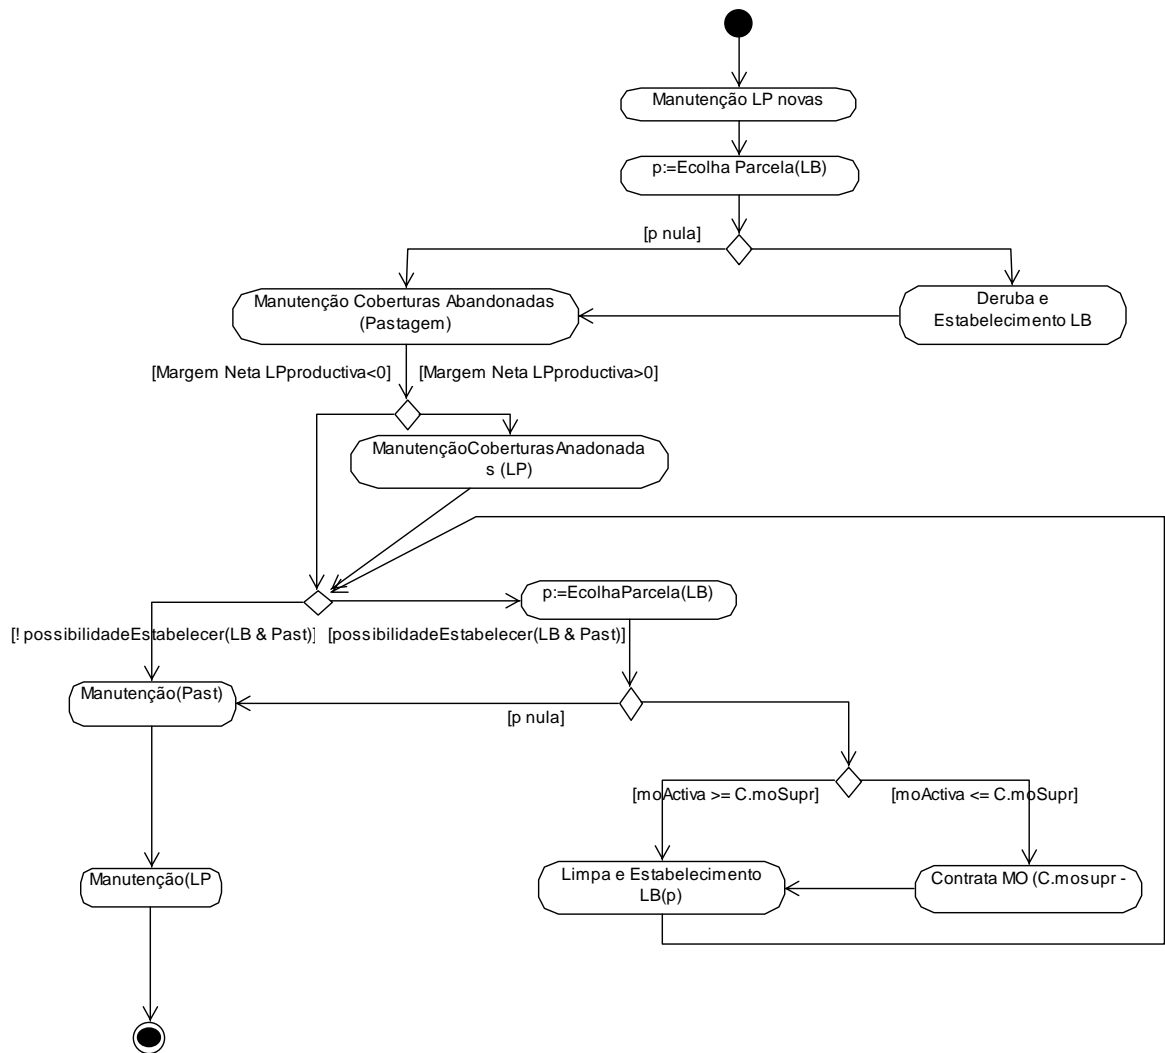 Manutenção LP novas
p:=Ecolha Parcela(LB)
[p nula]
Manutenção Coberturas Abandonadas
(Pastagem)
Deruba e
Estabelecimento LB
[Margem Neta LPproductiva<0]
[Margem Neta LPproductiva>0]
ManutençãoCoberturasAnadonada
s (LP)
p:=EcolhaParcela(LB)
[! possibilidadeEstabelecer(LB & Past)]
[possibilidadeEstabelecer(LB & Past)]
Manutenção(Past)
[p nula]
[moActiva >= C.moSupr]
[moActiva <= C.moSupr]
Manutenção(LP
Limpa e Estabelecimento
LB(p)
Contrata MO (C.mosupr -